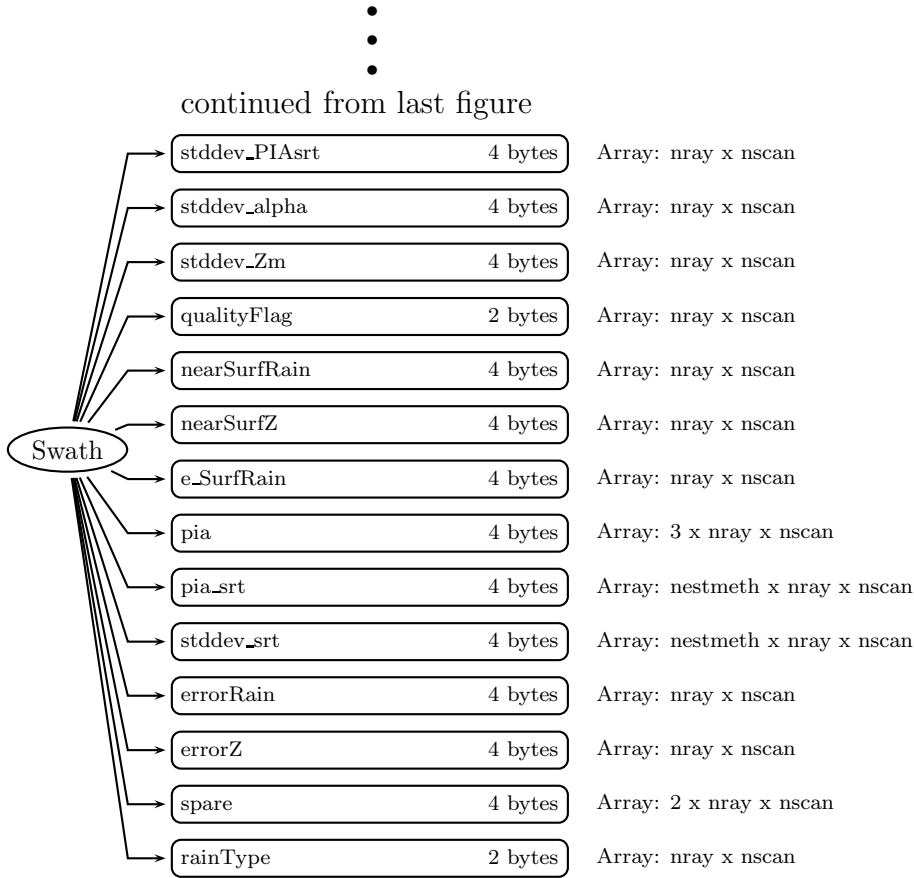 continued from last figure
stddev_PIAsrt 4 bytes Array: nray x nscan
stddev_alpha 4 bytes Array: nray x nscan
stddev_Zm 4 bytes Array: nray x nscan
qualityFlag 2 bytes Array: nray x nscan
nearSurfRain 4 bytes Array: nray x nscan
nearSurfZ 4 bytes Array: nray x nscan
Swath
e_SurfRain 4 bytes Array: nray x nscan
pia 4 bytes Array: 3 x nray x nscan
pia_srt 4 bytes Array: nestmeth x nray x nscan
stddev_srt 4 bytes Array: nestmeth x nray x nscan
errorRain 4 bytes Array: nray x nscan
errorZ 4 bytes Array: nray x nscan
spare 4 bytes Array: 2 x nray x nscan
rainType 2 bytes Array: nray x nscan